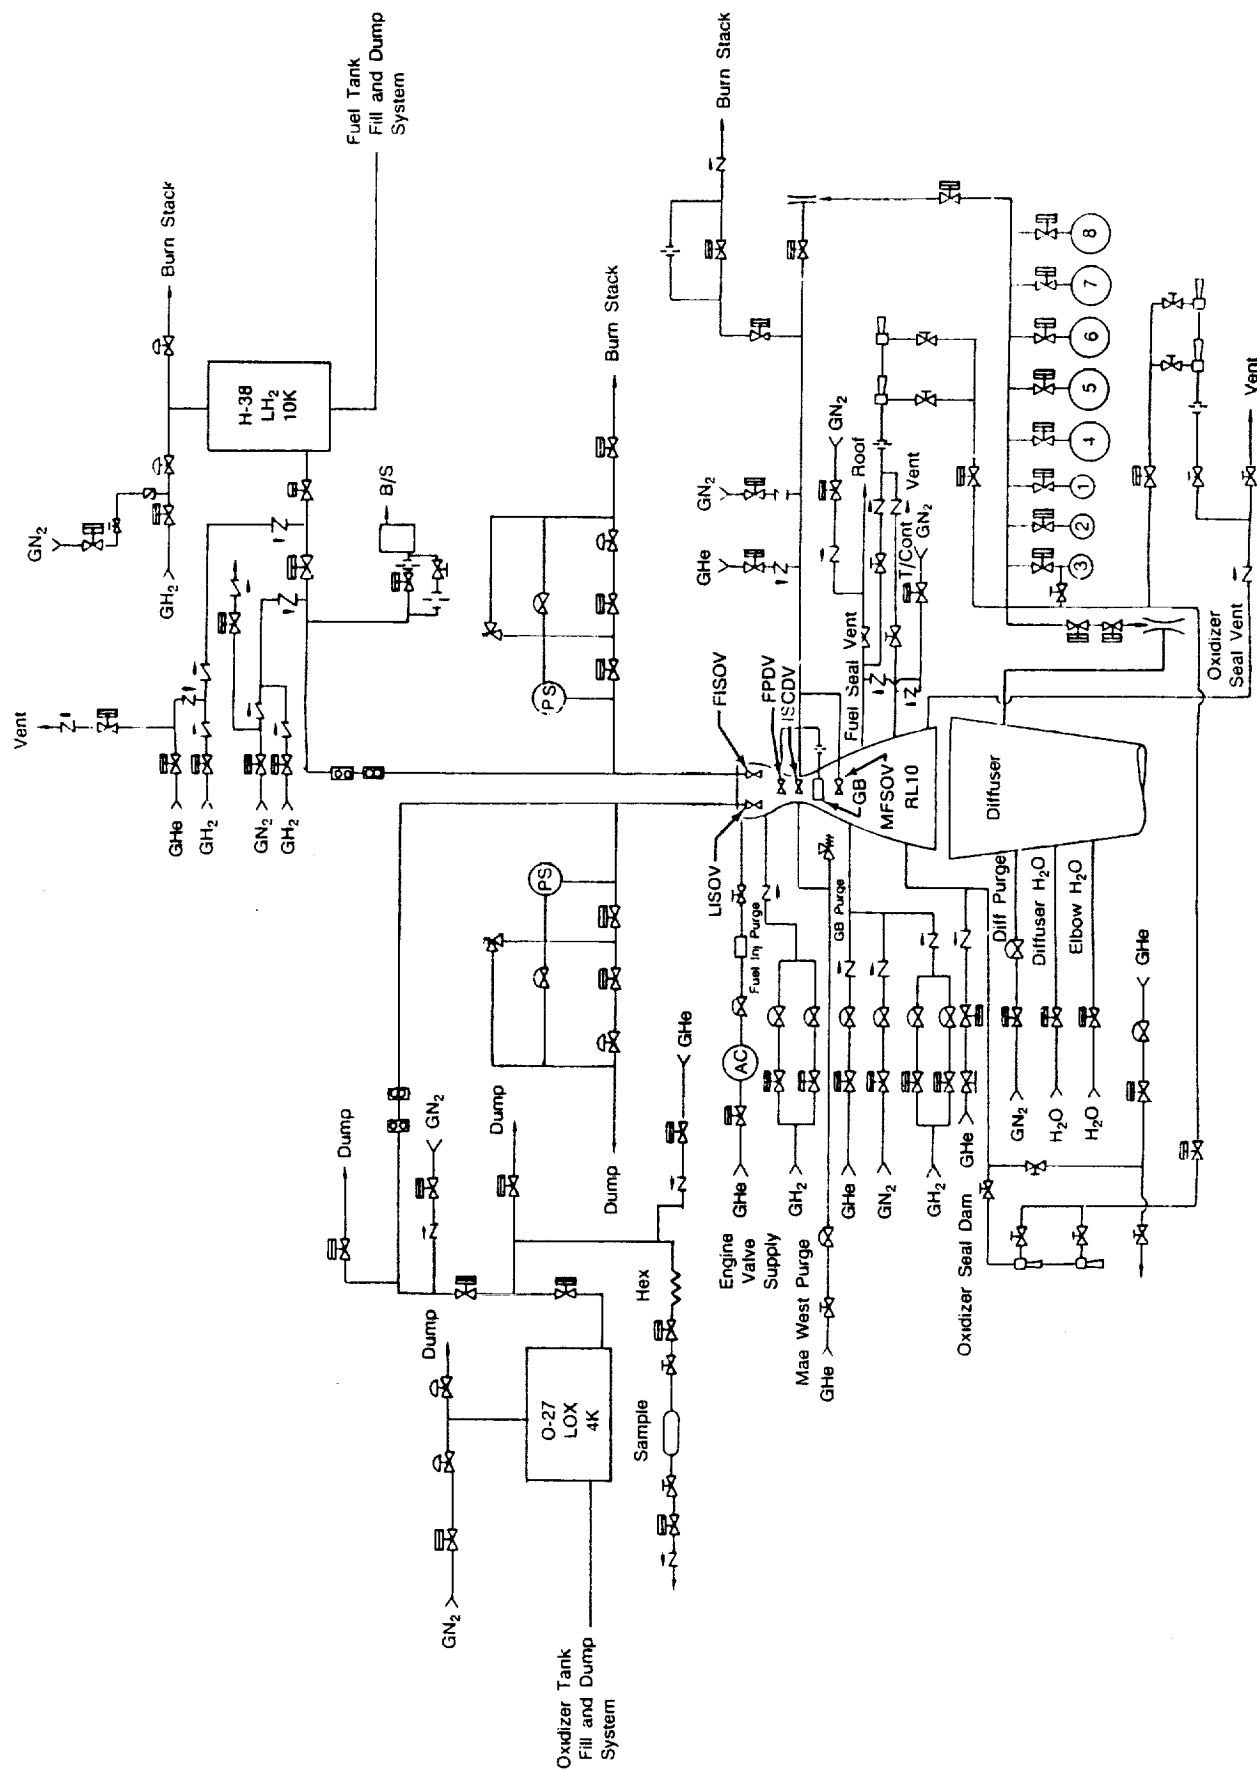 Vent
GHe
GH₂
GN₂
GH₂
GN₂
GH₂
Burn Stack
H-38
LH₂
10K
Fuel Tank
Fill and Dump
System
B/S
PS
Burn Stack
Burn Stack
GN₂
O-27
LOX
4K
Oxidizer Tank
Fill and Dump
System
Dump
Dump
GN₂
Dump
Dump
PS
GHe
Hex
Sample
LISOV
FISOV
FPDV
ISCDV
GB
MFSOV
RL10
Fuel Seal Vent
GHe
GN₂
GN₂
Roof
Vent
T/Cont
GN₂
AC
Fuel Inj Purge
GHe
Engine
Valve
Supply
GH₂
Mae West Purge
GHe
GB Purge
GHe
GN₂
GH₂
GHe
Oxidizer Seal Dam
Diffuser
Diff Purge
GN₂
Diffuser H₂O
H₂O
Elbow H₂O
H₂O
GHe
3
2
1
4
5
6
7
8
Oxidizer
Seal Vent
Vent